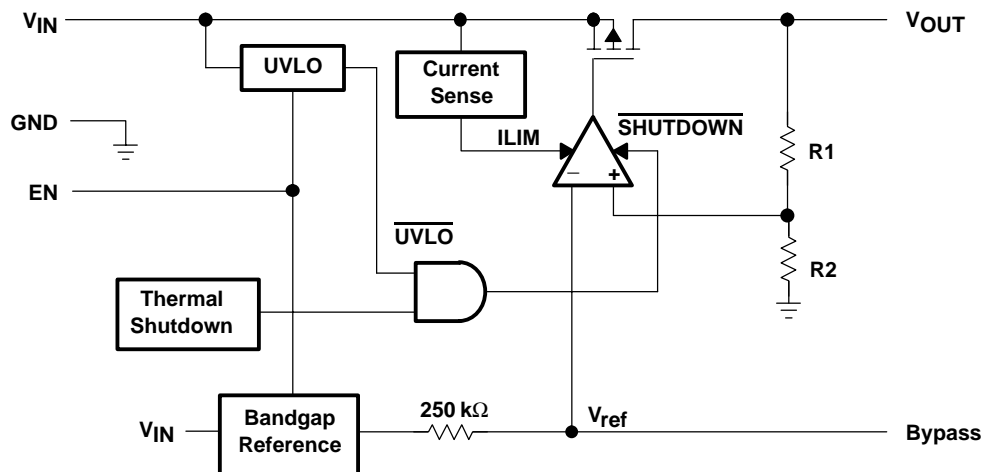 VIN
VOUT
UVLO
Current
Sense
GND
SHUTDOWN
ILIM
R1
EN
− +
UVLO
R2
Thermal
Shutdown
250 kΩ
Vref
VIN
Bandgap
Reference
Bypass